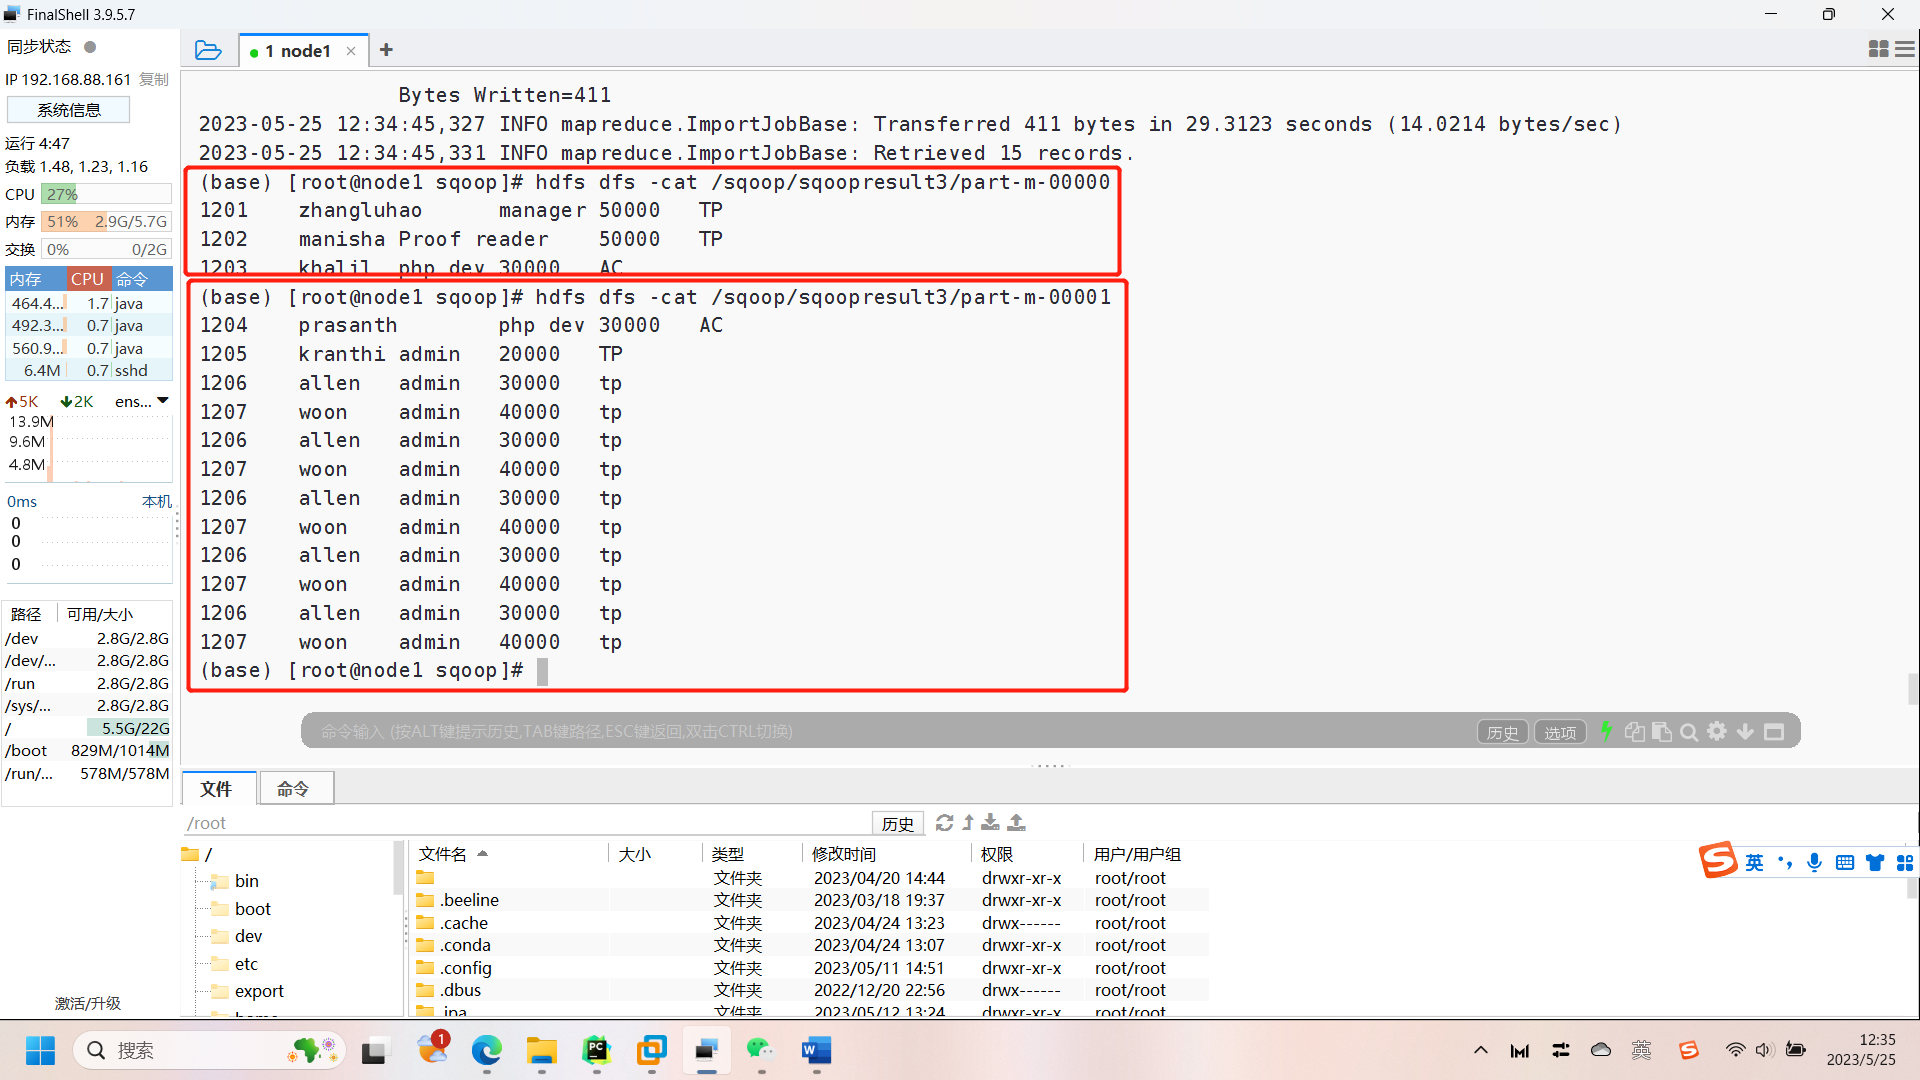 FinalShell 3.9.5.7
同步状态
IP 192.168.88.161 复制
系统信息
运行 4:47
负载 1.48, 1.23, 1.16
CPU 27%
内存 51% 2.9G/5.7G
交换 0% 0/2G
内存 CPU 命令
464.4... 1.7 java
492.3... 0.7 java
560.9... 0.7 java
6.4M 0.7 sshd
5K 2K ens...
13.9M
9.6M
4.8M
0ms 本机
0
0
0
路径 可用/大小
/dev 2.8G/2.8G
/dev/... 2.8G/2.8G
/run 2.8G/2.8G
/sys/... 2.8G/2.8G
/ 5.5G/22G
/boot 829M/1014M
/run/... 578M/578M
激活/升级
1 node1
Bytes Written=411
2023-05-25 12:34:45,327 INFO mapreduce.ImportJobBase: Transferred 411 bytes in 29.3123 seconds (14.0214 bytes/sec)
2023-05-25 12:34:45,331 INFO mapreduce.ImportJobBase: Retrieved 15 records.
(base) [root@node1 sqoop]# hdfs dfs -cat /sqoop/sqoopresult3/part-m-00000
1201 zhangluhao manager 50000 TP
1202 manisha Proof reader 50000 TP
1203 khalil php dev 30000 AC
(base) [root@node1 sqoop]# hdfs dfs -cat /sqoop/sqoopresult3/part-m-00001
1204 prasanth php dev 30000 AC
1205 kranthi admin 20000 TP
1206 allen admin 30000 tp
1207 woon admin 40000 tp
1206 allen admin 30000 tp
1207 woon admin 40000 tp
1206 allen admin 30000 tp
1207 woon admin 40000 tp
1206 allen admin 30000 tp
1207 woon admin 40000 tp
1206 allen admin 30000 tp
1207 woon admin 40000 tp
(base) [root@node1 sqoop]#
命令输入 (按ALT键提示历史,TAB键路径,ESC键返回,双击CTRL切换) 历史 选项
文件 命令
/root 历史
/
bin
boot
dev
etc
export
home
文件名 大小 类型 修改时间 权限 用户/用户组
文件夹 2023/04/20 14:44 drwxr-xr-x root/root
.beeline 文件夹 2023/03/18 19:37 drwxr-xr-x root/root
.cache 文件夹 2023/04/24 13:23 drwx------ root/root
.conda 文件夹 2023/04/24 13:07 drwxr-xr-x root/root
.config 文件夹 2023/05/11 14:51 drwxr-xr-x root/root
.dbus 文件夹 2022/12/20 22:56 drwx------ root/root
文件夹 2023/05/12 13:24 drwxr-xr-x root/root
英
搜索
1
PC
W
英
12:35
2023/5/25